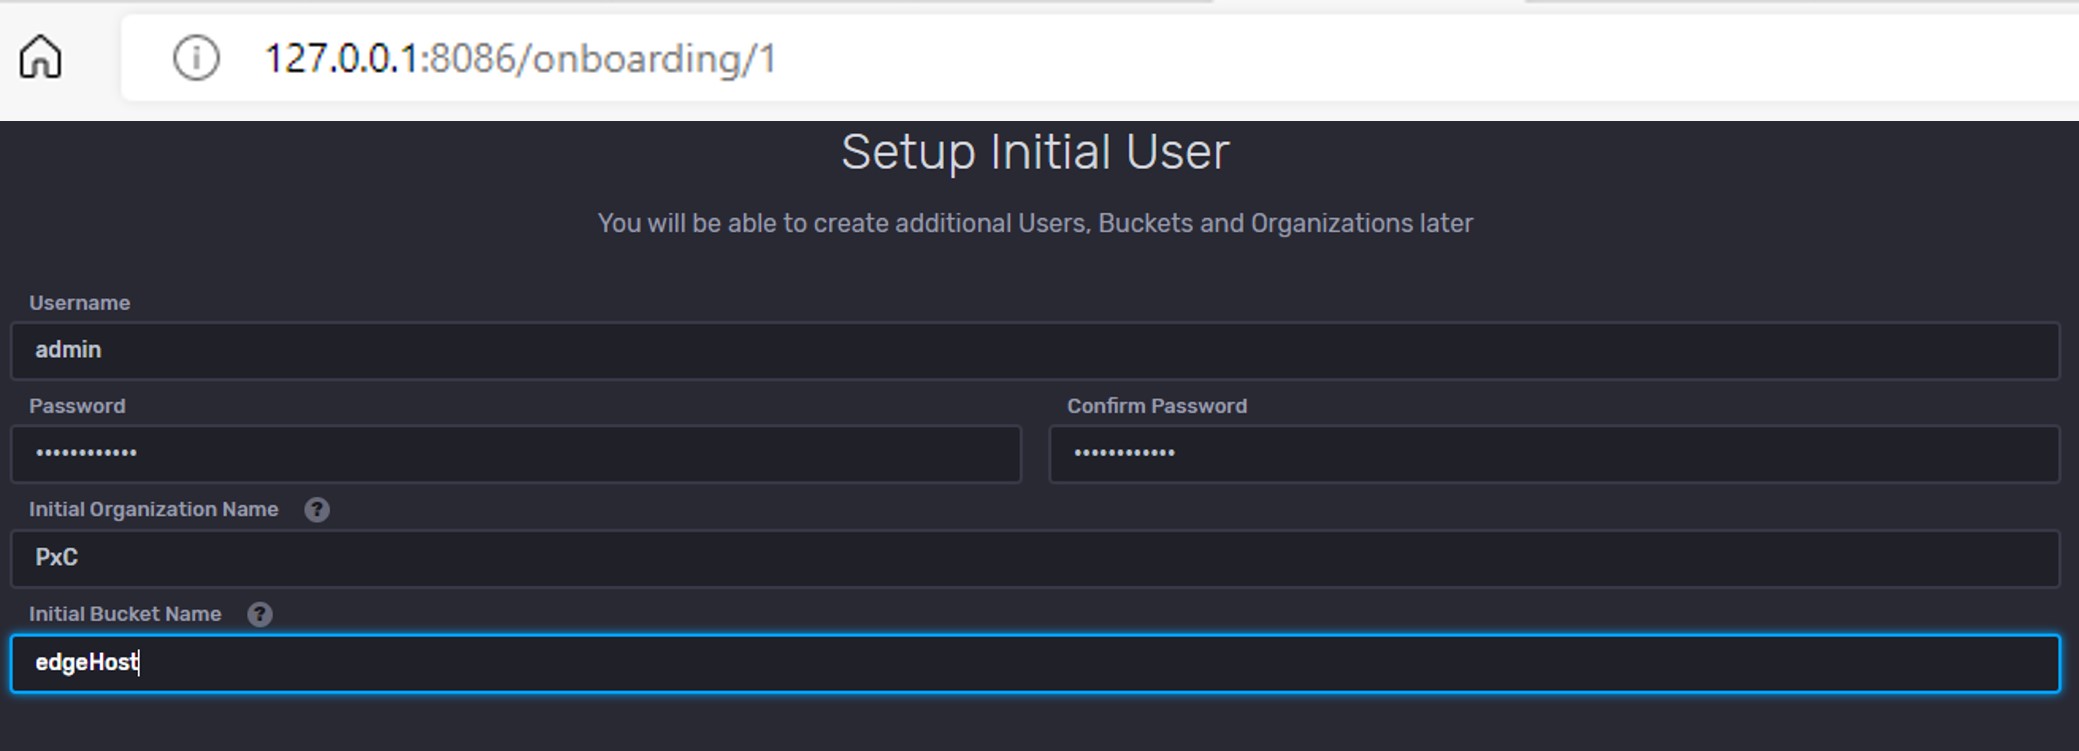 127.0.0.1:8086/onboarding/1
Setup Initial User
You will be able to create additional Users, Buckets and Organizations later
Username
admin
Password
Confirm Password
••••••••••••
••••••••••••
Initial Organization Name ?
PxC
Initial Bucket Name ?
edgeHost